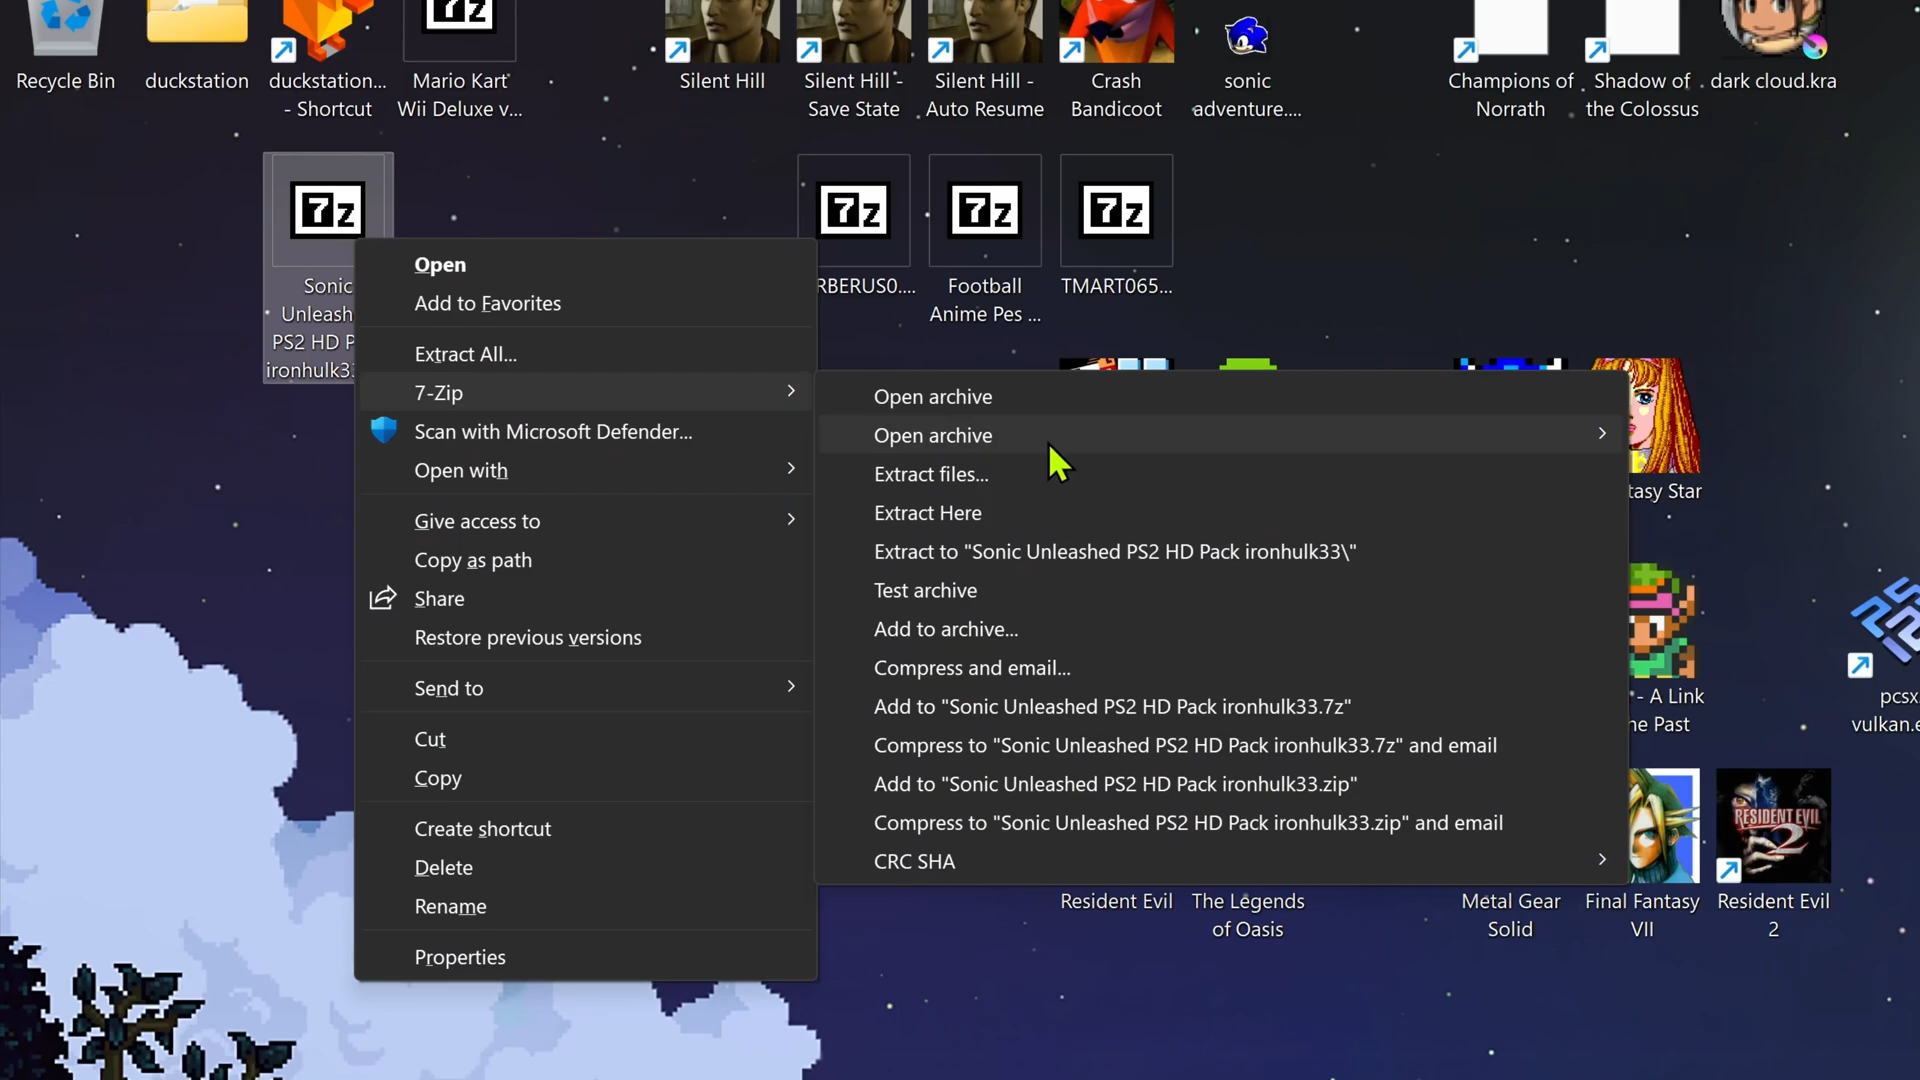 Recycle Bin
duckstation
duckstation...
- Shortcut
7z
Mario Kart
Wii Deluxe v...
Silent Hill
Silent Hill -
Save State
Silent Hill -
Auto Resume
Crash
Bandicoot
sonic
adventure....
Champions of
Norrath
Shadow of
the Colossus
dark cloud.kra
7z
Sonic
Unleash
PS2 HD P
ironhulk33
7z
RBERUS0....
7z
Football
Anime Pes ...
7z
TMART065...
Open
Add to Favorites
Extract All...
7-Zip
Scan with Microsoft Defender...
Open with
Give access to
Copy as path
Share
Restore previous versions
Send to
Cut
Copy
Create shortcut
Delete
Rename
Properties
Open archive
Open archive
Extract files...
Extract Here
Extract to "Sonic Unleashed PS2 HD Pack ironhulk33\"
Test archive
Add to archive...
Compress and email...
Add to "Sonic Unleashed PS2 HD Pack ironhulk33.7z"
Compress to "Sonic Unleashed PS2 HD Pack ironhulk33.7z" and email
Add to "Sonic Unleashed PS2 HD Pack ironhulk33.zip"
Compress to "Sonic Unleashed PS2 HD Pack ironhulk33.zip" and email
CRC SHA
tasy Star
- A Link
he Past
pcsx
vulkan.e
Resident Evil
The Legends
of Oasis
Metal Gear
Solid
Final Fantasy
VII
RESIDENT EVIL
2
Resident Evil
2